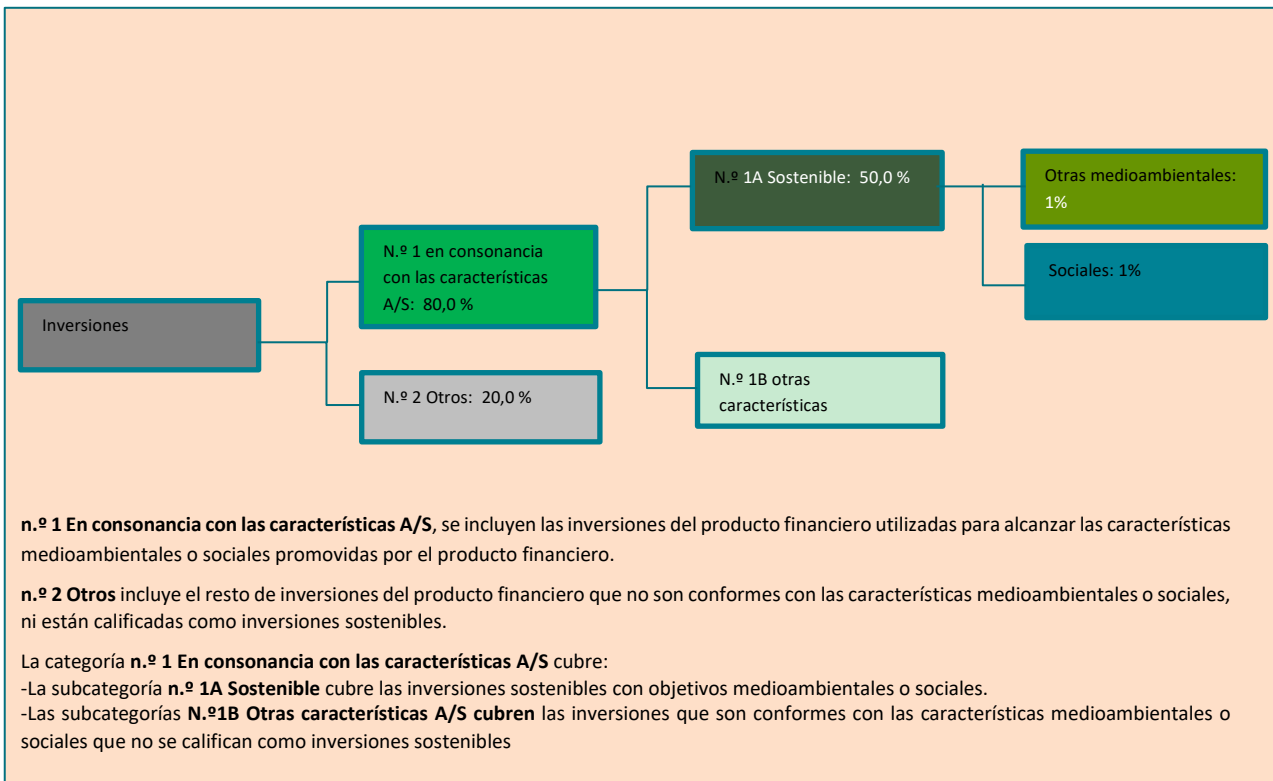 N.º 1A Sostenible: 50,0 %
Otras medioambientales:
1%
N.º 1 en consonancia
con las características
A/S: 80,0 %
Sociales: 1%
Inversiones
N.º 1B otras
características
N.º 2 Otros: 20,0 %
n.º 1 En consonancia con las características A/S, se incluyen las inversiones del producto financiero utilizadas para alcanzar las características
medioambientales o sociales promovidas por el producto financiero.
n.º 2 Otros incluye el resto de inversiones del producto financiero que no son conformes con las características medioambientales o sociales,
ni están calificadas como inversiones sostenibles.
La categoría n.º 1 En consonancia con las características A/S cubre:
-La subcategoría n.º 1A Sostenible cubre las inversiones sostenibles con objetivos medioambientales o sociales.
-Las subcategorías N.º1B Otras características A/S cubren las inversiones que son conformes con las características medioambientales o
sociales que no se califican como inversiones sostenibles